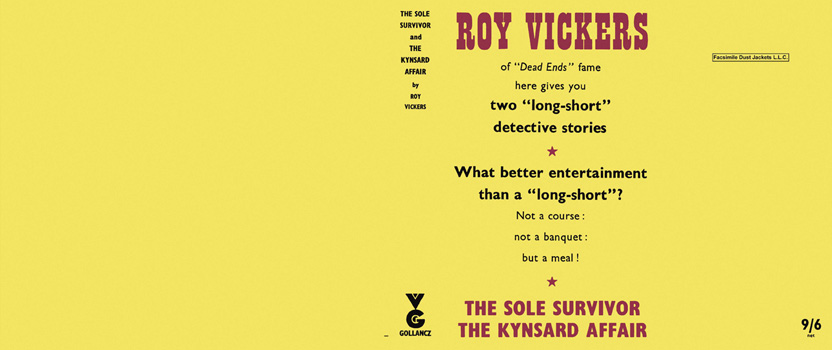 THE SOLE
SURVIVOR
and
THE
KYNSARD
AFFAIR
by
ROY
VICKERS
VG
GOLLANCZ
ROY VICKERS
of “Dead Ends” fame
here gives you
two “long-short”
detective stories
★
What better entertainment
than a “long-short”?
Not a course :
not a banquet :
but a meal !
★
THE SOLE SURVIVOR
THE KYNSARD AFFAIR
Facsimile Dust Jackets L.L.C.
9/6
net